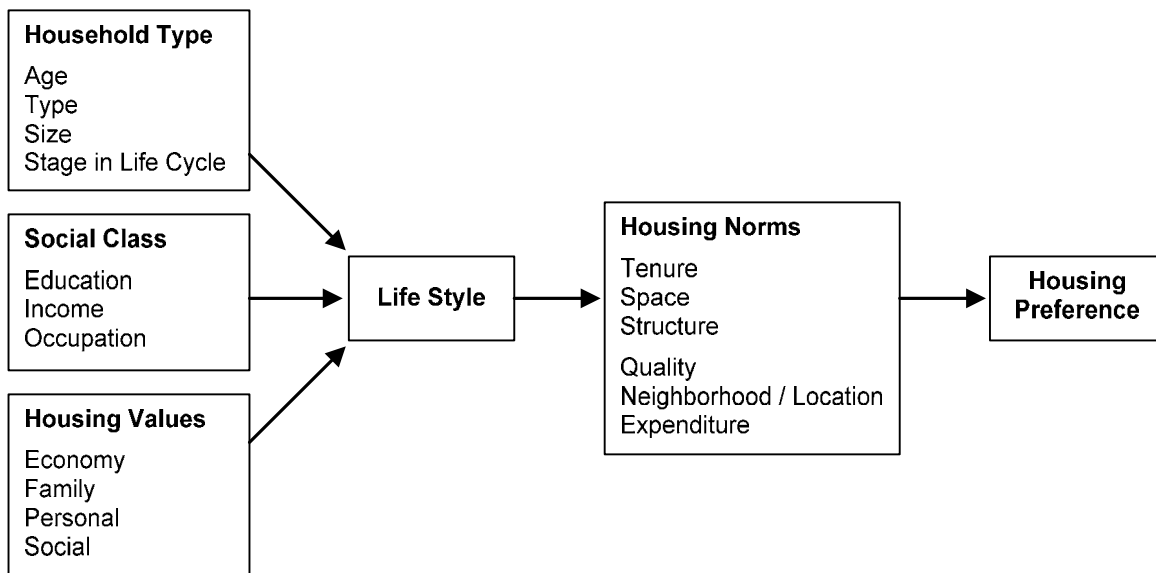 Household Type
Age
Type
Size
Stage in Life Cycle
Social Class
Education
Income
Occupation
Housing Values
Economy
Family
Personal
Social
Life Style
Housing Norms
Tenure
Space
Structure
Quality
Neighborhood / Location
Expenditure
Housing
Preference